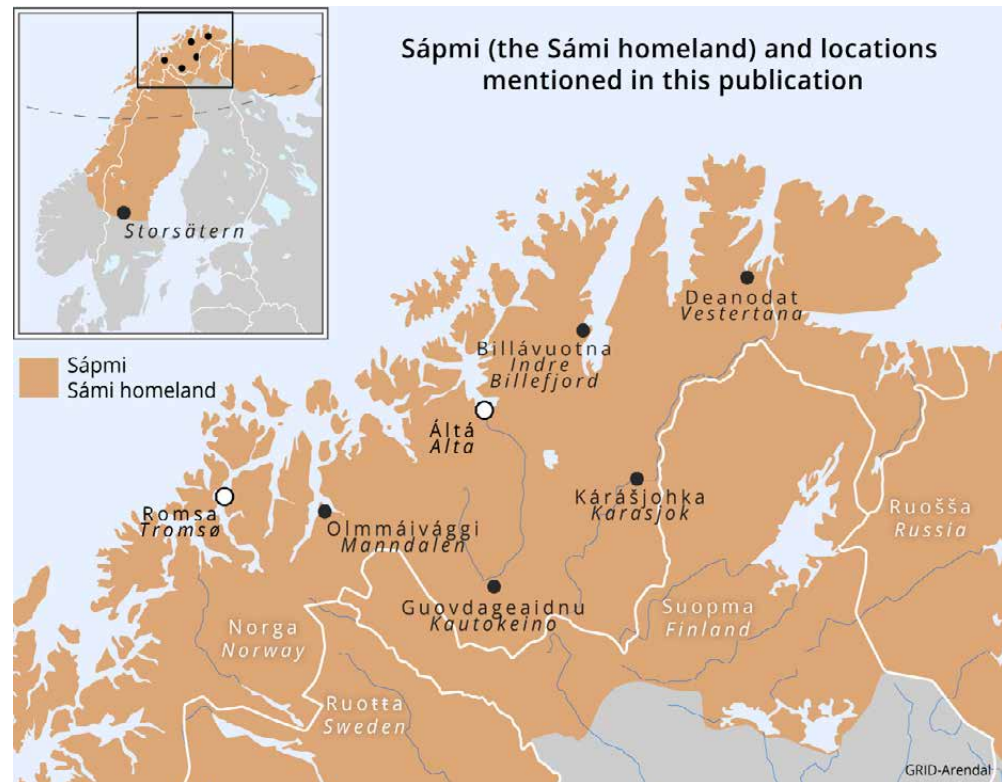 Sápmi (the Sámi homeland) and locations
mentioned in this publication
Storsätern
Sápmi
Sámi homeland
Deanodat
Vestertana
Billávuotna
Indre
Billefjord
Áltá
Alta
Kárášjohka
Karasjok
Ruošša
Russia
Romsa
Tromsø
Olmmáivággi
Manndalen
Guovdageaidnu
Kautokeino
Suopma
Finland
Norga
Norway
Ruoŧŧa
Sweden
GRID-Arendal